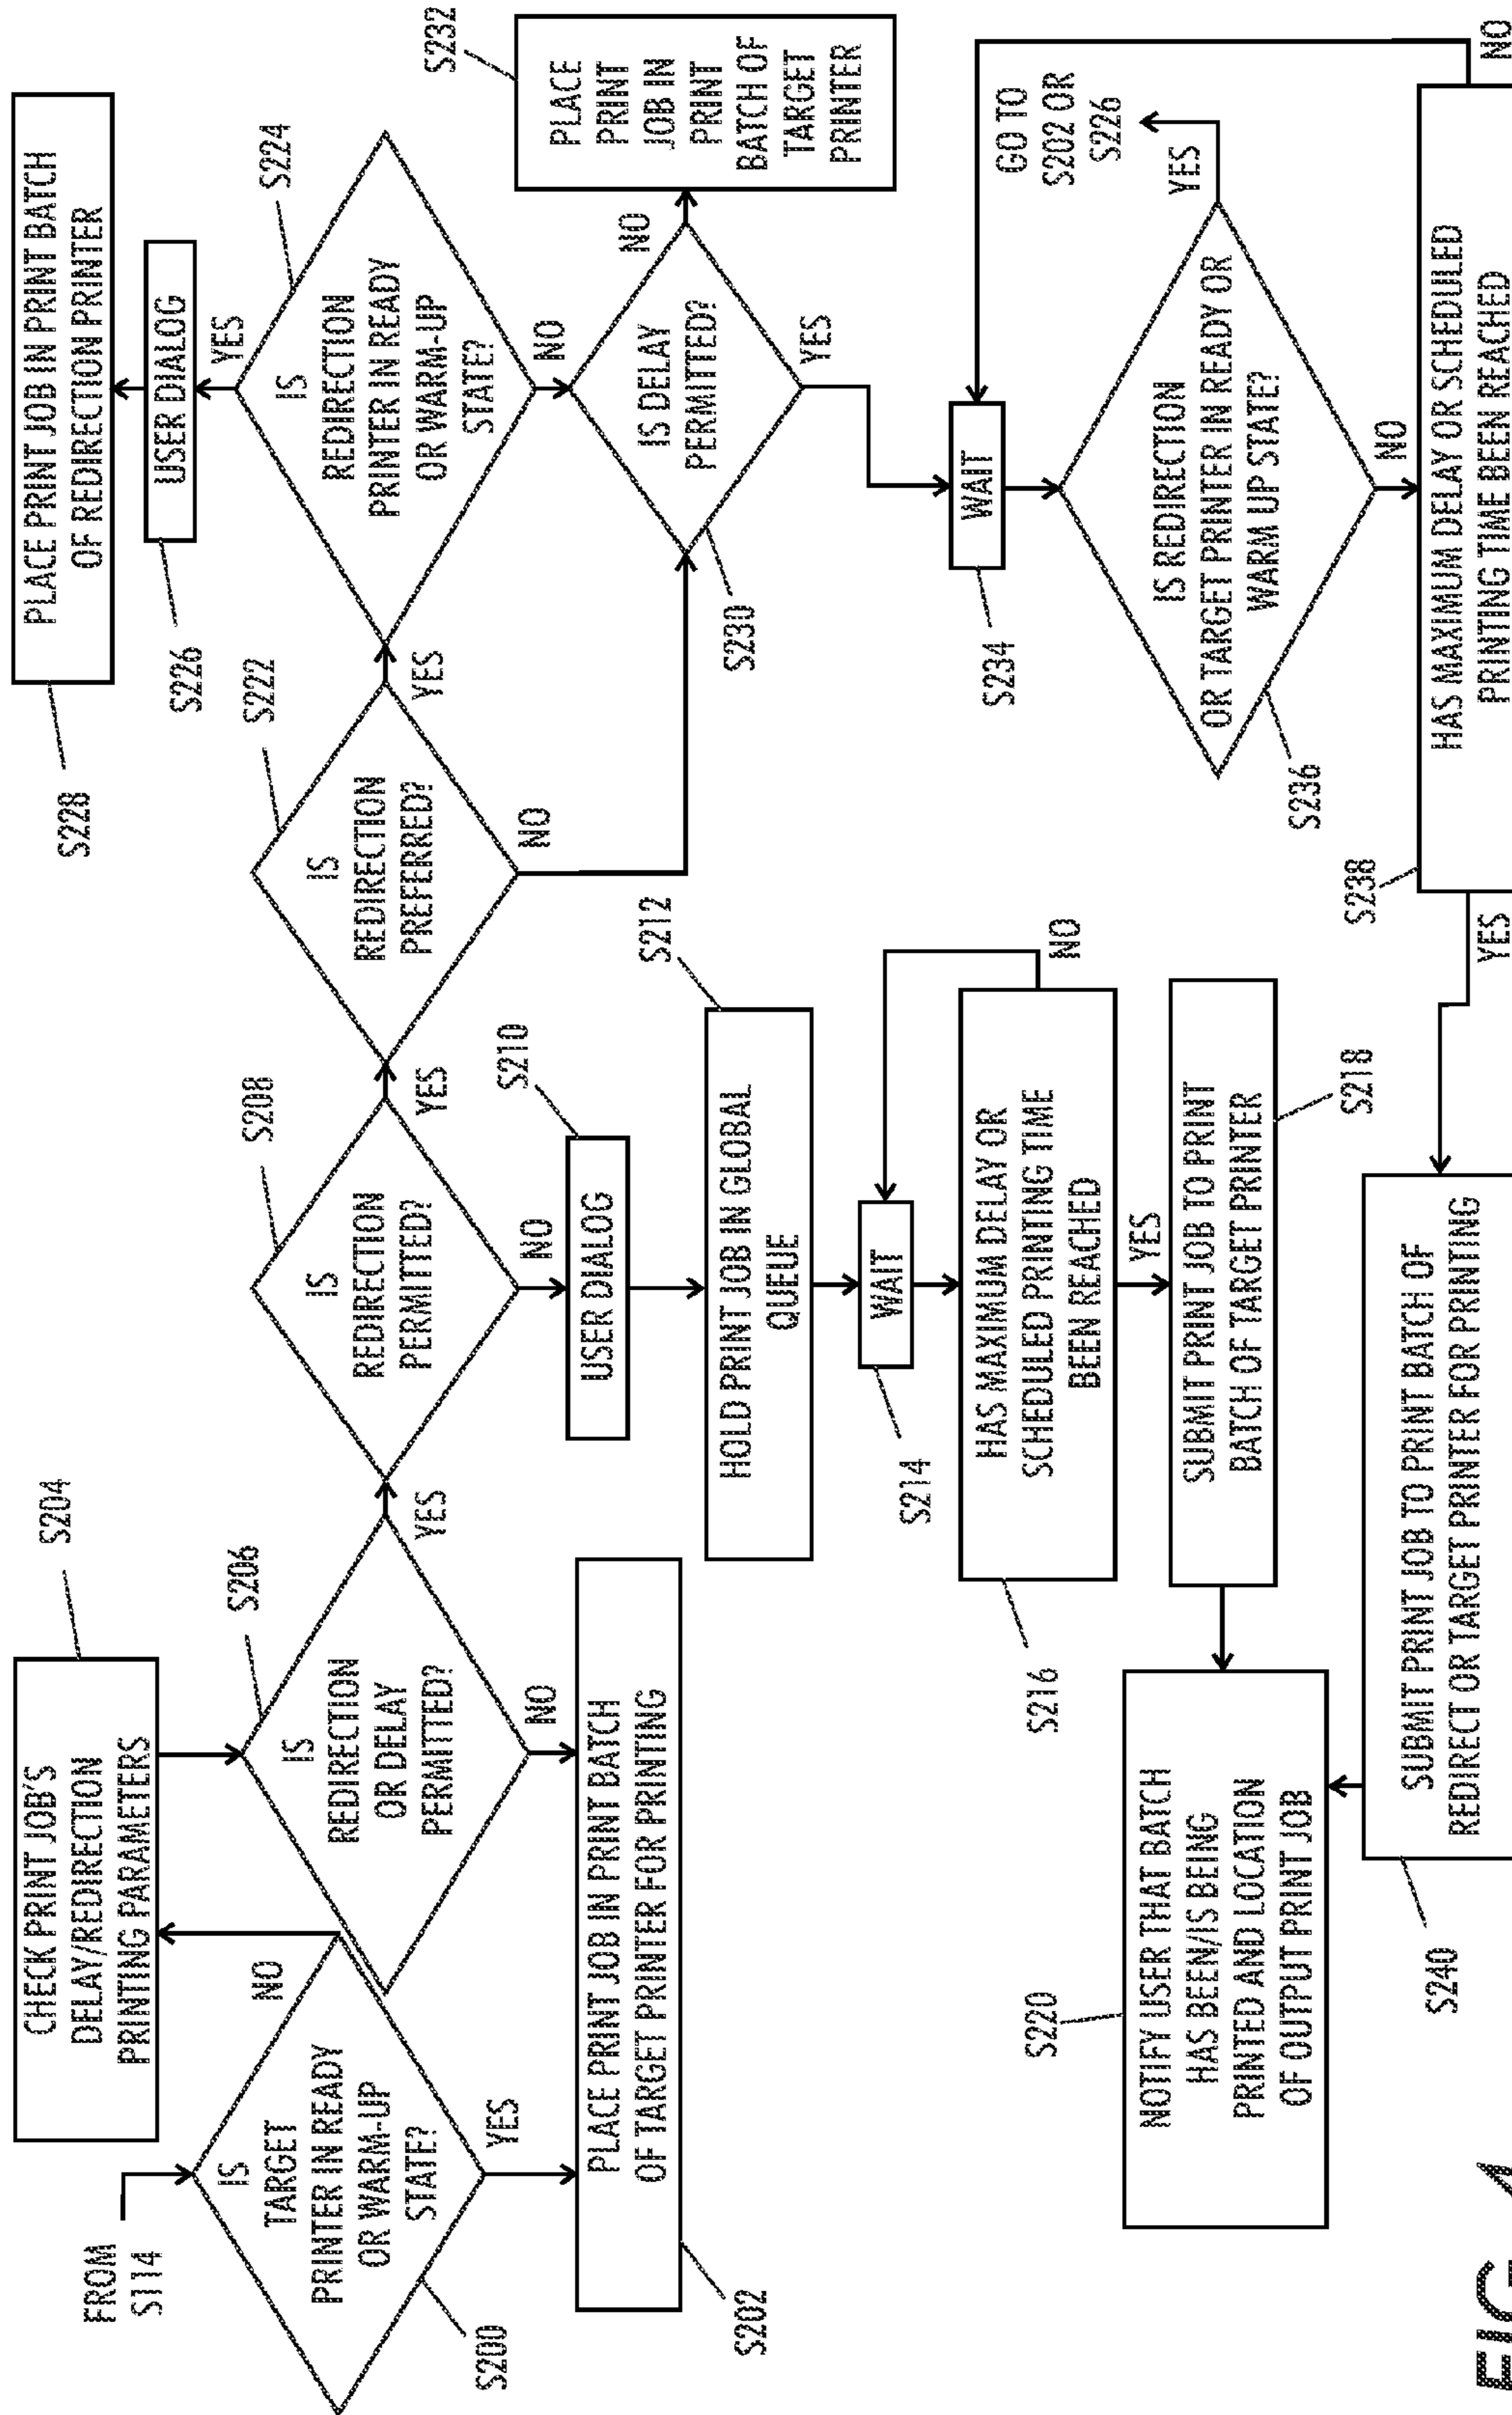 FROM
S114
IS
TARGET
PRINTER IN READY
OR WARM-UP
STATE?
S200
NO
YES
CHECK PRINT JOB'S
DELAY/REDIRECTION
PRINTING PARAMETERS
S204
IS
REDIRECTION
OR DELAY
PERMITTED?
S206
YES
NO
PLACE PRINT JOB IN PRINT BATCH
OF TARGET PRINTER FOR PRINTING
S202
IS
REDIRECTION
PERMITTED?
S208
YES
NO
USER DIALOG
S210
HOLD PRINT JOB IN GLOBAL
QUEUE
S212
WAIT
S214
HAS MAXIMUM DELAY OR
SCHEDULED PRINTING TIME
BEEN REACHED
S216
NO
YES
SUBMIT PRINT JOB TO PRINT
BATCH OF TARGET PRINTER
S218
NOTIFY USER THAT BATCH
HAS BEEN/IS BEING
PRINTED AND LOCATION
OF OUTPUT PRINT JOB
S220
IS
REDIRECTION
PREFERRED?
S222
YES
NO
IS
REDIRECTION
PRINTER IN READY
OR WARM-UP
STATE?
S224
YES
NO
USER DIALOG
S226
PLACE PRINT JOB IN PRINT BATCH
OF REDIRECTION PRINTER
S228
IS DELAY
PERMITTED?
S230
NO
YES
PLACE
PRINT
JOB IN
PRINT
BATCH OF
TARGET
PRINTER
S232
WAIT
S234
IS REDIRECTION
OR TARGET PRINTER IN READY OR
WARM UP STATE?
S236
YES
GO TO
S202 OR
S226
NO
HAS MAXIMUM DELAY OR SCHEDULED
PRINTING TIME BEEN REACHED
S238
NO
YES
SUBMIT PRINT JOB TO PRINT BATCH OF
REDIRECT OR TARGET PRINTER FOR PRINTING
S240
FIG. 4